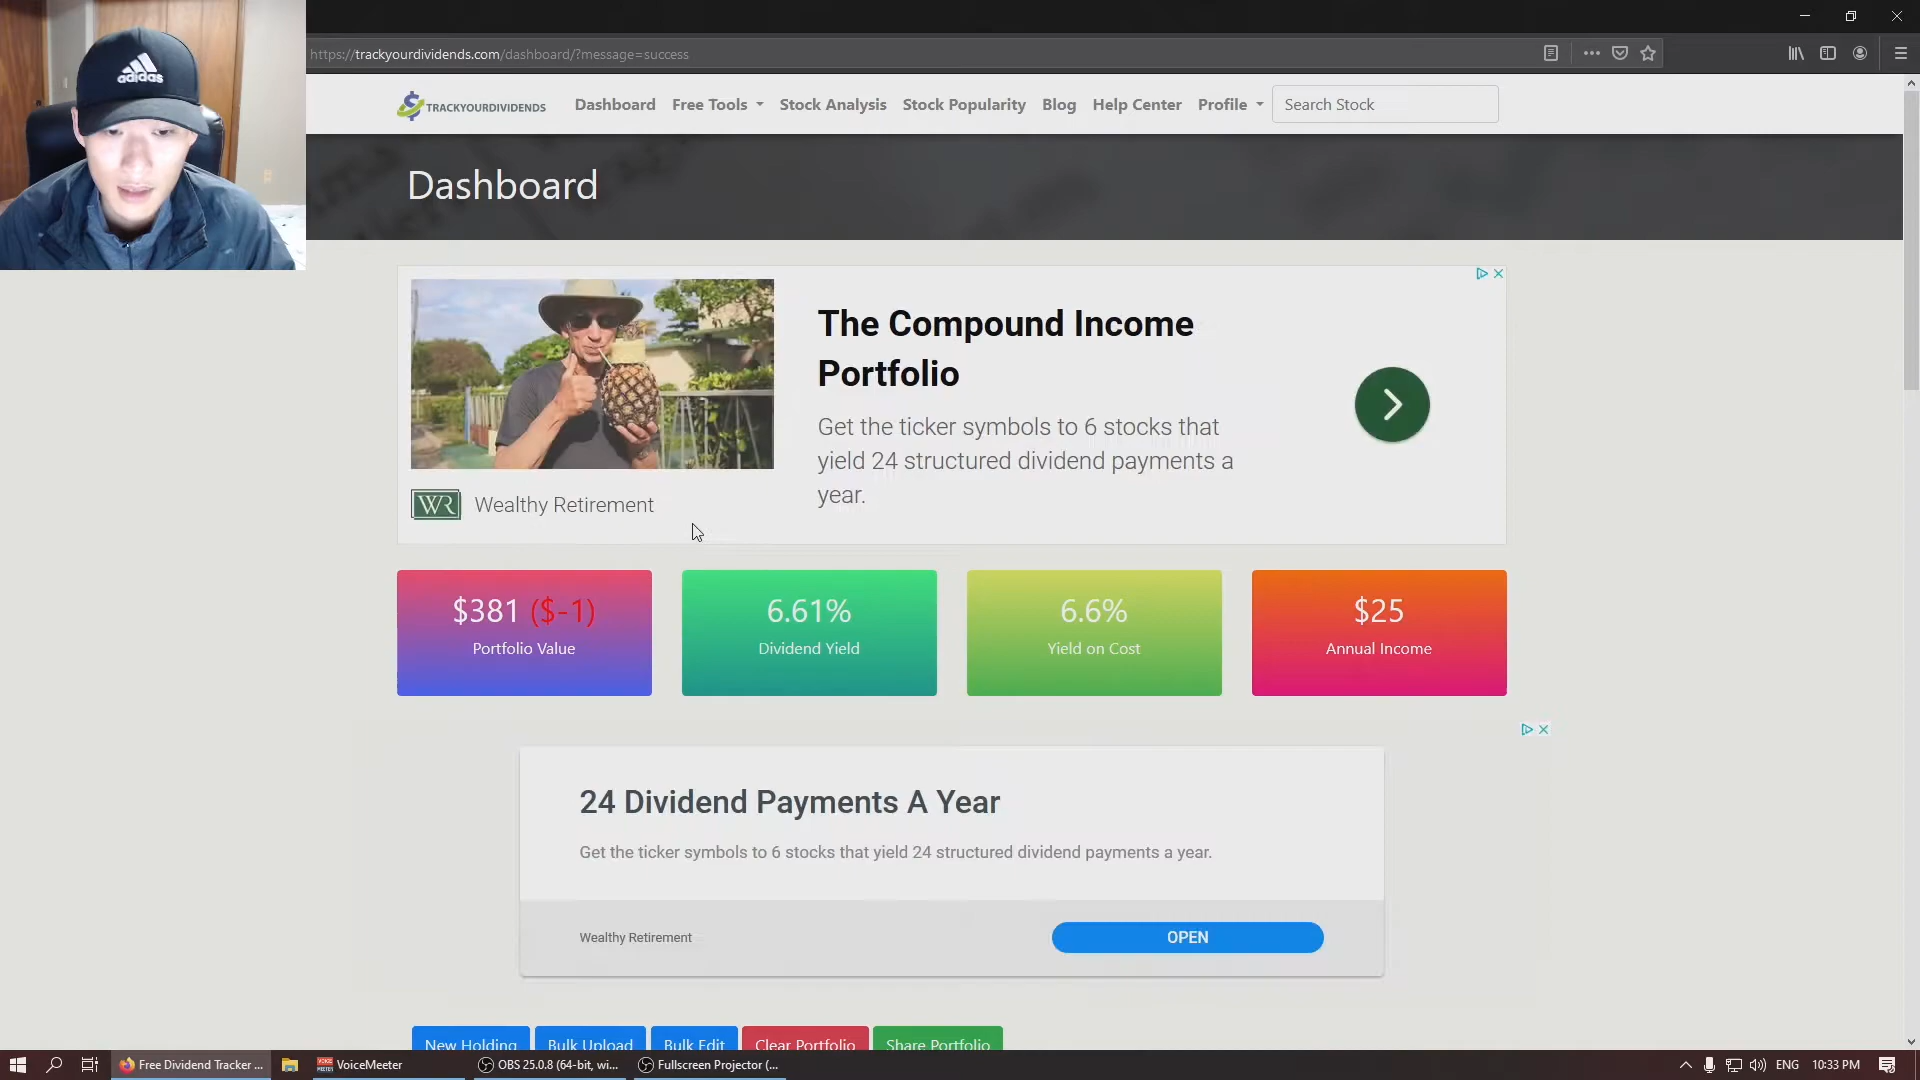 adidas
https://trackyourdividends.com/dashboard/?message=success
TRACKYOURDIVIDENDS
Dashboard
Free Tools
Stock Analysis
Stock Popularity
Blog
Help Center
Profile
Search Stock
Dashboard
The Compound Income
Portfolio
Get the ticker symbols to 6 stocks that
yield 24 structured dividend payments a
year.
WR
Wealthy Retirement
$381 ($-1)
Portfolio Value
6.61%
Dividend Yield
6.6%
Yield on Cost
$25
Annual Income
24 Dividend Payments A Year
Get the ticker symbols to 6 stocks that yield 24 structured dividend payments a year.
Wealthy Retirement
OPEN
New Holding
Bulk Upload
Bulk Edit
Clear Portfolio
Share Portfolio
Free Dividend Tracker ...
VoiceMeeter
OBS 25.0.8 (64-bit, wi...
Fullscreen Projector (...
ENG
10:33 PM